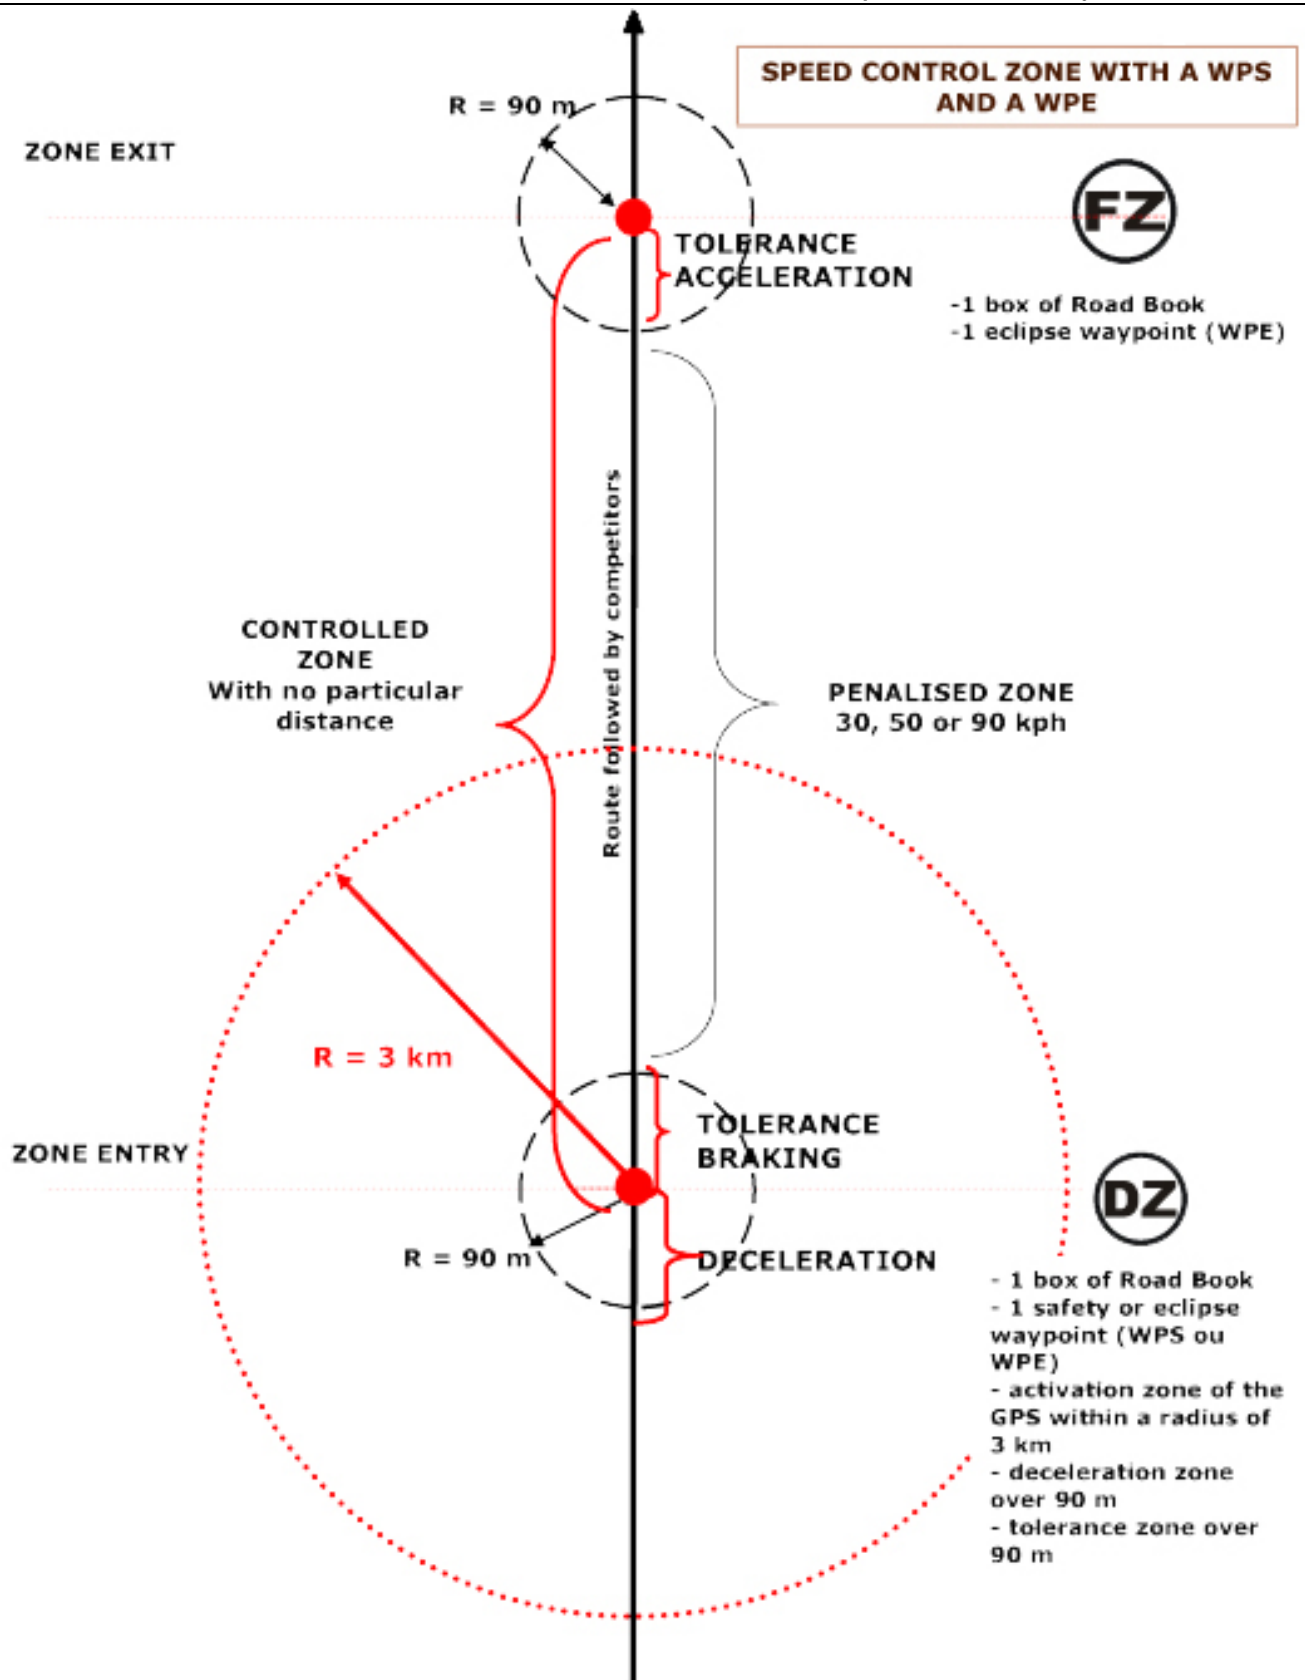 SPEED CONTROL ZONE WITH A WPS
AND A WPE
R = 90 m
ZONE EXIT
FZ
TOLERANCE
ACCELERATION
-1 box of Road Book
-1 eclipse waypoint (WPE)
Route followed by competitors
CONTROLLED
ZONE
With no particular
distance
PENALISED ZONE
30, 50 or 90 kph
R = 3 km
TOLERANCE
BRAKING
ZONE ENTRY
DZ
R = 90 m
DECELERATION
- 1 box of Road Book
- 1 safety or eclipse
waypoint (WPS ou
WPE)
- activation zone of the
GPS within a radius of
3 km
- deceleration zone
over 90 m
- tolerance zone over
90 m